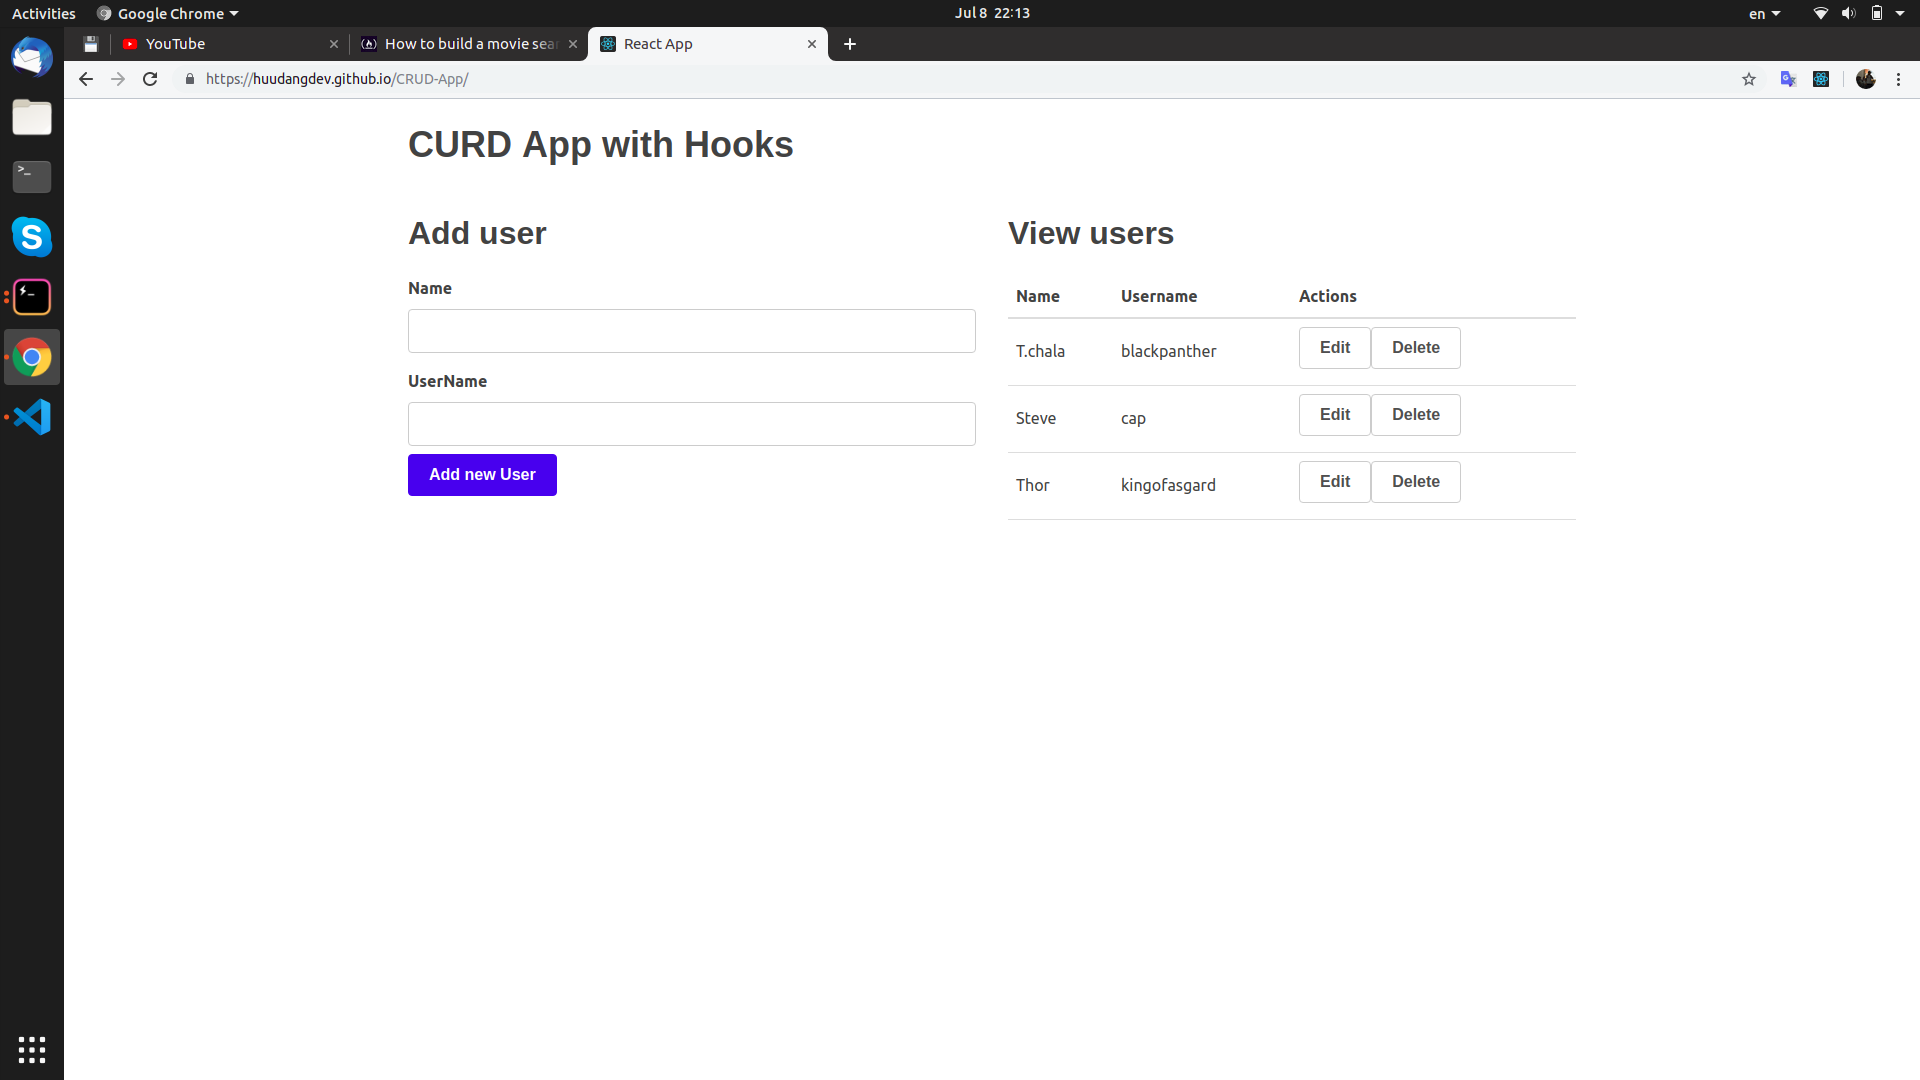 Activities Google Chrome Jul 8 22:13 en
YouTube How to build a movie sear React App
https://huudangdev.github.io/CRUD-App/
CURD App with Hooks
Add user
Name
UserName
Add new User
View users
Name Username Actions
T.chala blackpanther Edit Delete
Steve cap Edit Delete
Thor kingofasgard Edit Delete